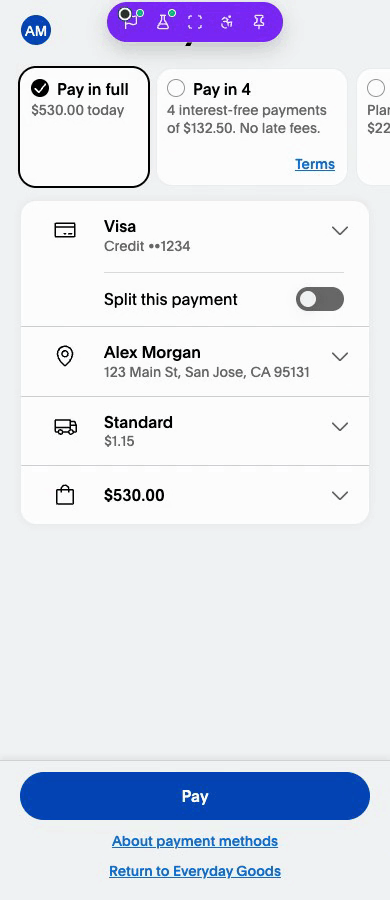 AM
Pay in full
$530.00 today
Pay in 4
4 interest-free payments
of $132.50. No late fees.
Terms
$22
Visa
Credit ••1234
Split this payment
Alex Morgan
123 Main St, San Jose, CA 95131
Standard
$1.15
$530.00
Pay
About payment methods
Return to Everyday Goods